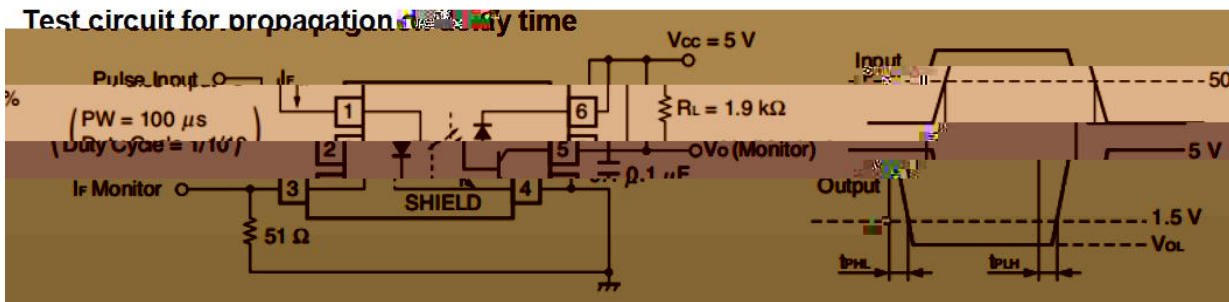 Test circuit for propagation delay time
Vcc = 5 V
Pulse Input
IF
Input
50
%
1
6
RL = 1.9 kΩ
(PW = 100 μs
Duty Cycle = 1/10)
2
5
Vo (Monitor)
5 V
0.1 μF
IF Monitor
3
4
Output
SHIELD
51 Ω
1.5 V
VOL
tPHL
tPLH